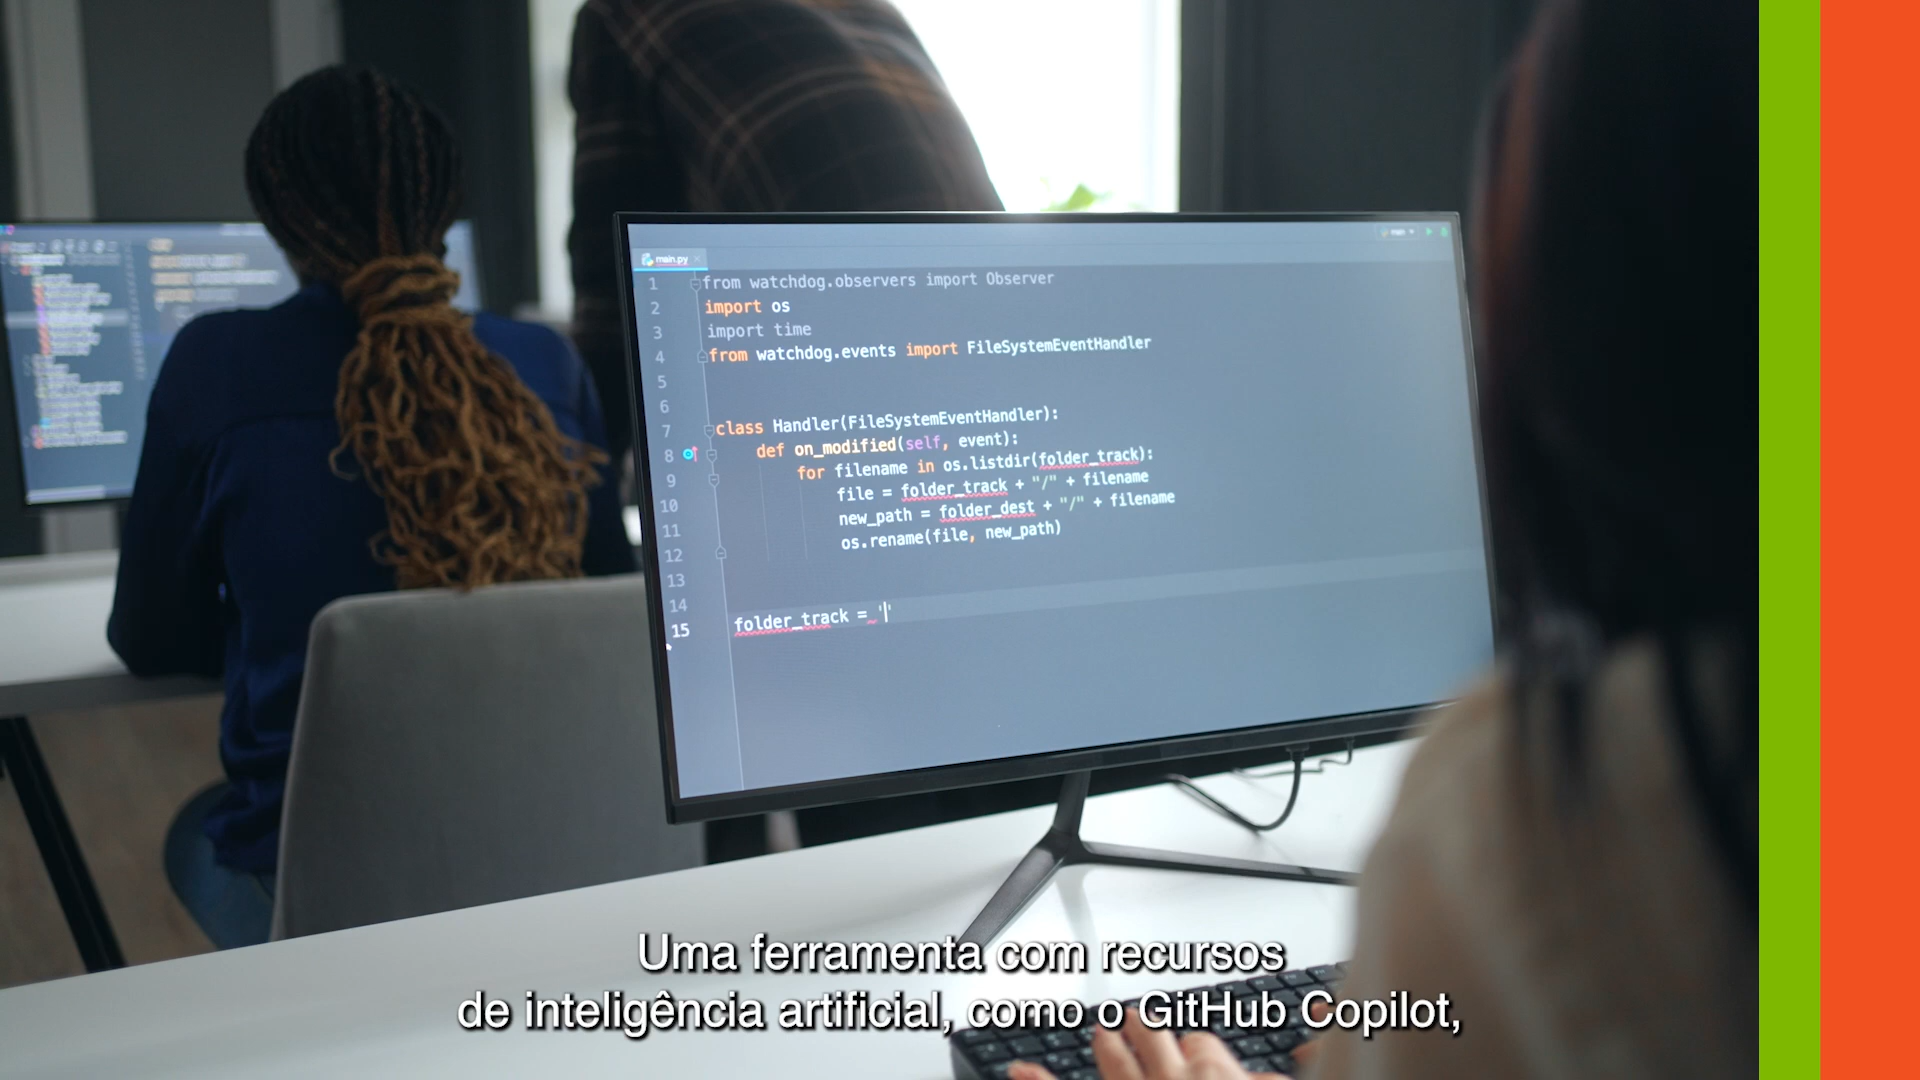 main.py
main
1 from watchdog.observers import Observer
2 import os
3 import time
4 from watchdog.events import FileSystemEventHandler
5
6
7 class Handler(FileSystemEventHandler):
8 def on_modified(self, event):
9 for filename in os.listdir(folder_track):
10 file = folder_track + "/" + filename
11 new_path = folder_dest + "/" + filename
12 os.rename(file, new_path)
13
14
15 folder_track = ''
Uma ferramenta com recursos
de inteligência artificial, como o GitHub Copilot,